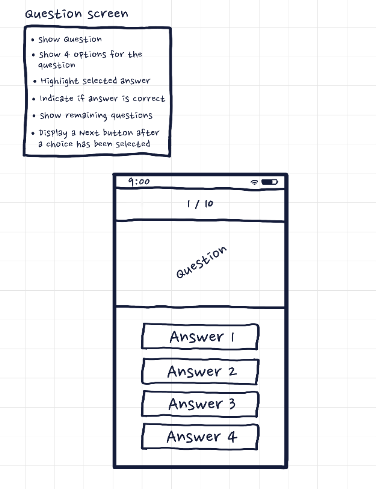 Question screen
• Show Question
• Show 4 options for the
question
• Highlight selected answer
• Indicate if answer is correct
• Show remaining questions
• Display a Next button after
a choice has been selected
9:00
1 / 10
Question
Answer 1
Answer 2
Answer 3
Answer 4